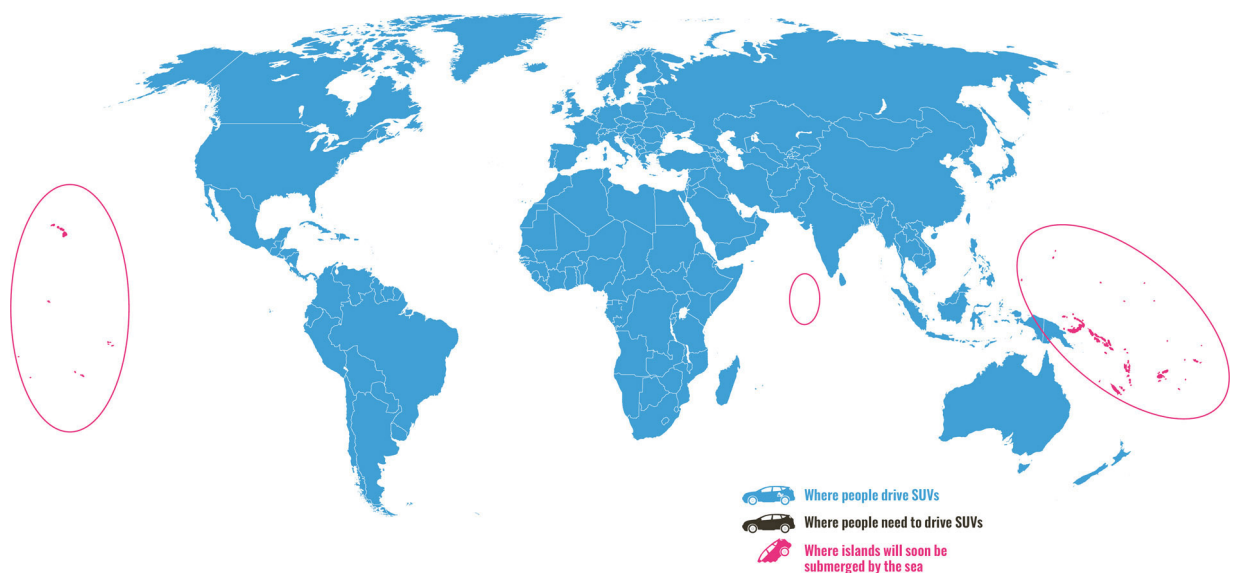 Where people drive SUVs
Where people need to drive SUVs
Where islands will soon be
submerged by the sea